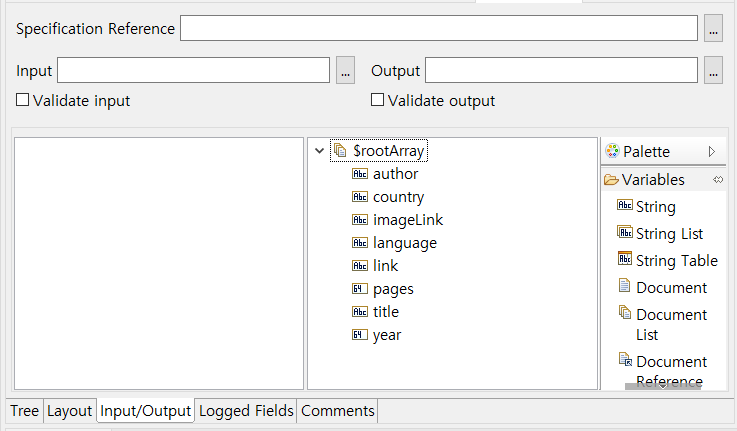 Specification Reference ...
Input ... Output ...
Validate input Validate output
$rootArray
author
country
imageLink
language
link
pages
title
year
Palette
Variables
String
String List
String Table
Document
Document
List
Document
Reference
Tree Layout Input/Output Logged Fields Comments